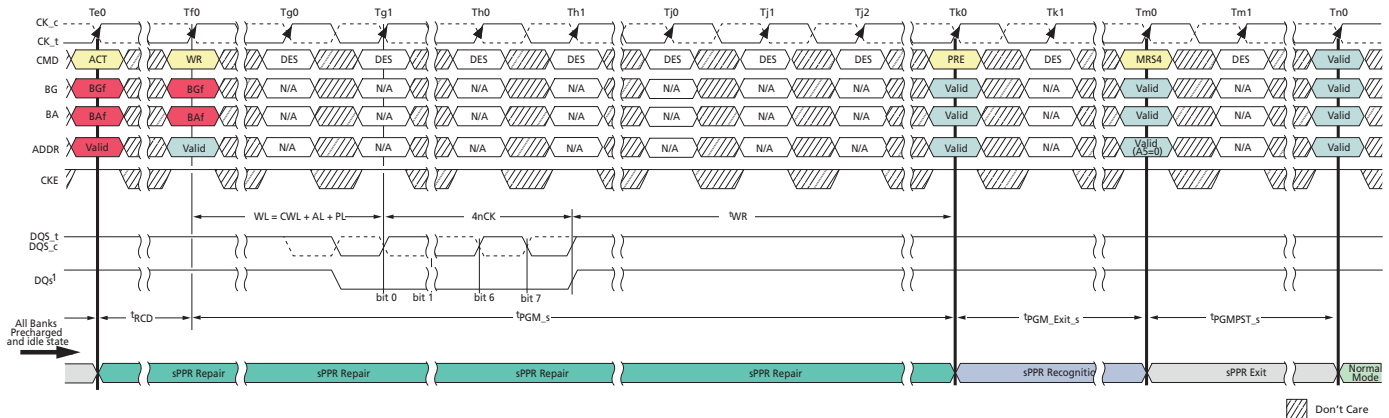 Te0 Tf0 Tg0 Tg1 Th0 Th1 Tj0 Tj1 Tj2 Tk0 Tk1 Tm0 Tm1 Tn0
CK_c
CK_t
CMD ACT WR DES DES DES DES DES DES DES PRE DES MRS4 DES Valid
BG BGf BGf N/A N/A N/A N/A N/A N/A N/A Valid N/A Valid N/A Valid
BA BAf BAf N/A N/A N/A N/A N/A N/A N/A Valid N/A Valid N/A Valid
ADDR Valid Valid N/A N/A N/A N/A N/A N/A N/A Valid N/A Valid (A5=0) N/A Valid
CKE
WL = CWL + AL + PL 4nCK tWR
DQS_t
DQS_c
DQs1
bit 0 bit 1 bit 6 bit 7
tRCD tPGM_s tPGM_Exit_s tPGMPST_s
All Banks
Precharged
and idle state
sPPR Repair sPPR Repair sPPR Repair sPPR Repair sPPR Recognitic sPPR Exit Normal Mode
Don't Care